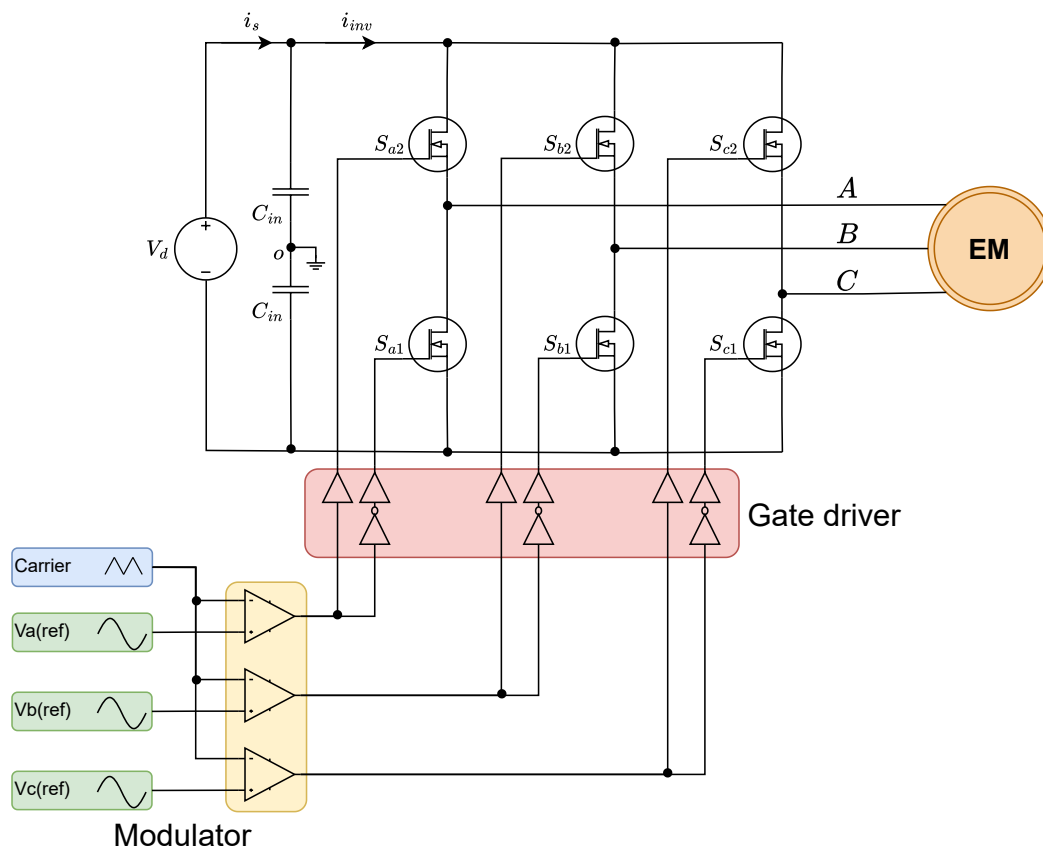 i_s
i_inv
S_a2
S_b2
S_c2
A
C_in
+
V_d
o
B
EM
−
C
C_in
S_a1
S_b1
S_c1
Gate driver
Carrier
-
Va(ref)
+
-
Vb(ref)
+
-
Vc(ref)
+
Modulator